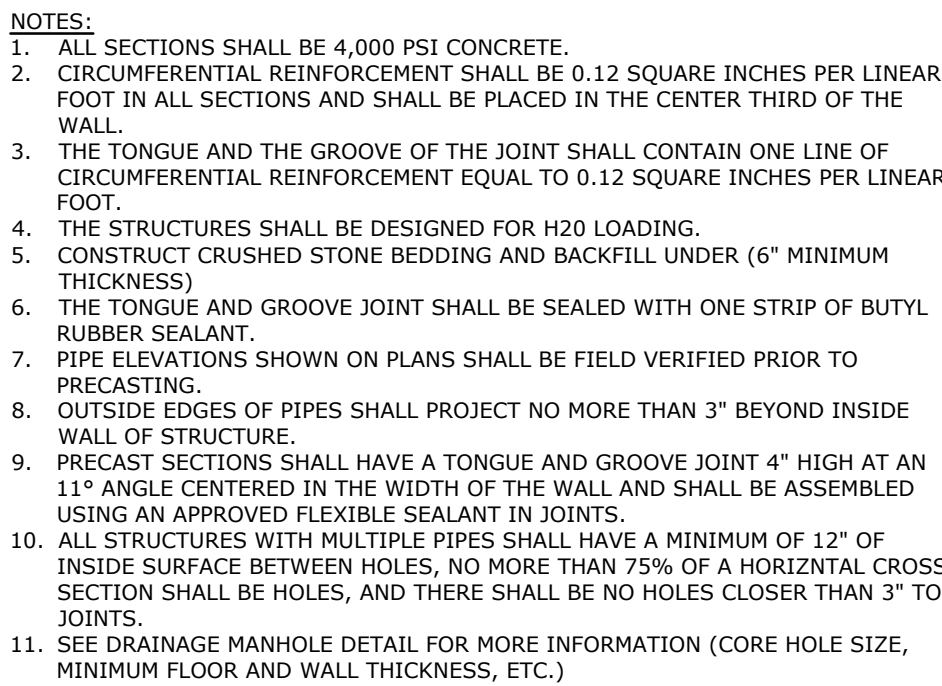 NOTES:
1. ALL SECTIONS SHALL BE 4,000 PSI CONCRETE.
2. CIRCUMFERENTIAL REINFORCEMENT SHALL BE 0.12 SQUARE INCHES PER LINEAR
FOOT IN ALL SECTIONS AND SHALL BE PLACED IN THE CENTER THIRD OF THE
WALL.
3. THE TONGUE AND THE GROOVE OF THE JOINT SHALL CONTAIN ONE LINE OF
CIRCUMFERENTIAL REINFORCEMENT EQUAL TO 0.12 SQUARE INCHES PER LINEAR
FOOT.
4. THE STRUCTURES SHALL BE DESIGNED FOR H20 LOADING.
5. CONSTRUCT CRUSHED STONE BEDDING AND BACKFILL UNDER (6" MINIMUM
THICKNESS)
6. THE TONGUE AND GROOVE JOINT SHALL BE SEALED WITH ONE STRIP OF BUTYL
RUBBER SEALANT.
7. PIPE ELEVATIONS SHOWN ON PLANS SHALL BE FIELD VERIFIED PRIOR TO
PRECASTING.
8. OUTSIDE EDGES OF PIPES SHALL PROJECT NO MORE THAN 3" BEYOND INSIDE
WALL OF STRUCTURE.
9. PRECAST SECTIONS SHALL HAVE A TONGUE AND GROOVE JOINT 4" HIGH AT AN
11° ANGLE CENTERED IN THE WIDTH OF THE WALL AND SHALL BE ASSEMBLED
USING AN APPROVED FLEXIBLE SEALANT IN JOINTS.
10. ALL STRUCTURES WITH MULTIPLE PIPES SHALL HAVE A MINIMUM OF 12" OF
INSIDE SURFACE BETWEEN HOLES, NO MORE THAN 75% OF A HORIZNTAL CROSS
SECTION SHALL BE HOLES, AND THERE SHALL BE NO HOLES CLOSER THAN 3" TO
JOINTS.
11. SEE DRAINAGE MANHOLE DETAIL FOR MORE INFORMATION (CORE HOLE SIZE,
MINIMUM FLOOR AND WALL THICKNESS, ETC.)